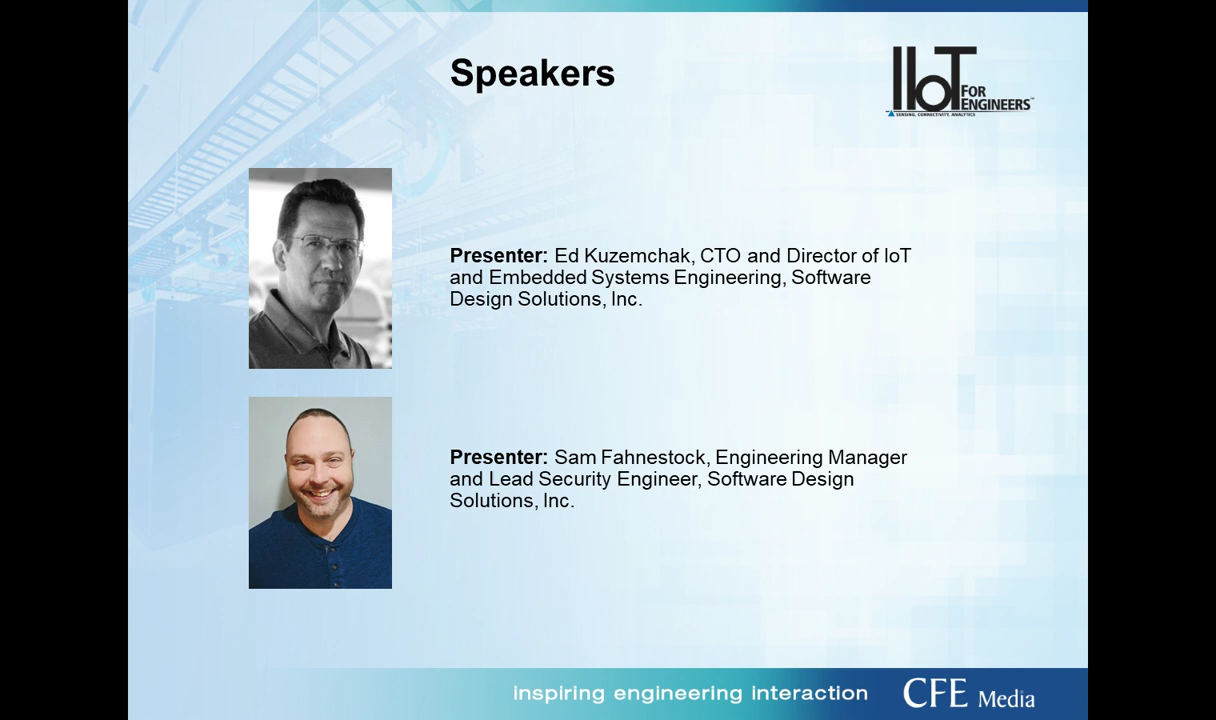 Speakers
IIoT FOR ENGINEERS™
SENSING, CONNECTIVITY, ANALYTICS
Presenter: Ed Kuzemchak, CTO and Director of IoT
and Embedded Systems Engineering, Software
Design Solutions, Inc.
Presenter: Sam Fahnestock, Engineering Manager
and Lead Security Engineer, Software Design
Solutions, Inc.
inspiring engineering interaction
CFE Media